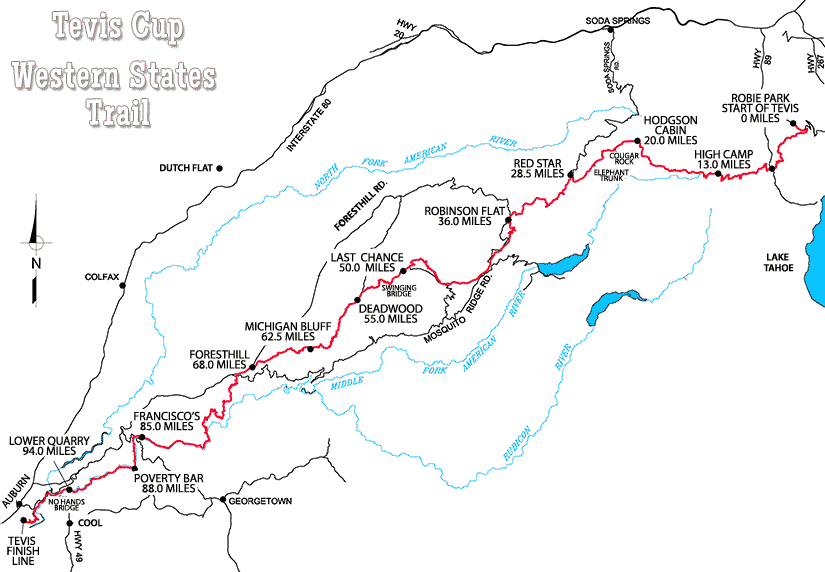 Tevis Cup
Western States
Trail
HWY
20
SODA SPRINGS
SODA SPRINGS
RD.
HWY
89
HWY
267
INTERSTATE 80
ROBIE PARK
START OF TEVIS
0 MILES
HODGSON
CABIN
20.0 MILES
COUGAR
ROCK
HIGH CAMP
13.0 MILES
NORTH FORK AMERICAN RIVER
DUTCH FLAT
RED STAR
28.5 MILES
ELEPHANT
TRUNK
FORESTHILL RD.
ROBINSON FLAT
36.0 MILES
N
LAST CHANCE
50.0 MILES
LAKE
TAHOE
COLFAX
SWINGING
BRIDGE
DEADWOOD
55.0 MILES
MOSQUITO RIDGE RD.
MICHIGAN BLUFF
62.5 MILES
FORESTHILL
68.0 MILES
MIDDLE FORK AMERICAN RIVER
RUBICON RIVER
FRANCISCO'S
85.0 MILES
LOWER QUARRY
94.0 MILES
POVERTY BAR
88.0 MILES
AUBURN
NO HANDS
BRIDGE
GEORGETOWN
COOL
TEVIS
FINISH
LINE
HWY 49